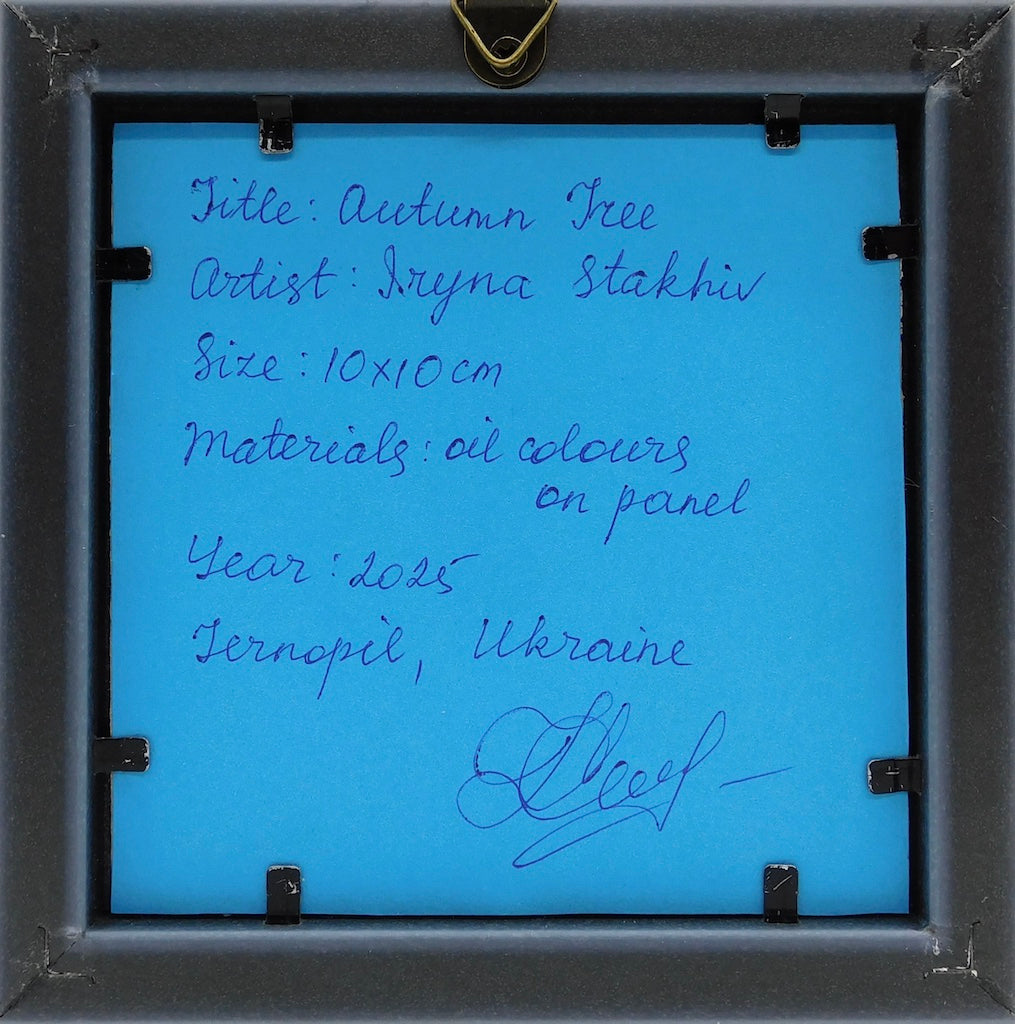 Title: Autumn Tree
Artist: Iryna Stakhiv
Size: 10x10 cm
Materials: oil colours
on panel
Year: 2025
Ternopil, Ukraine